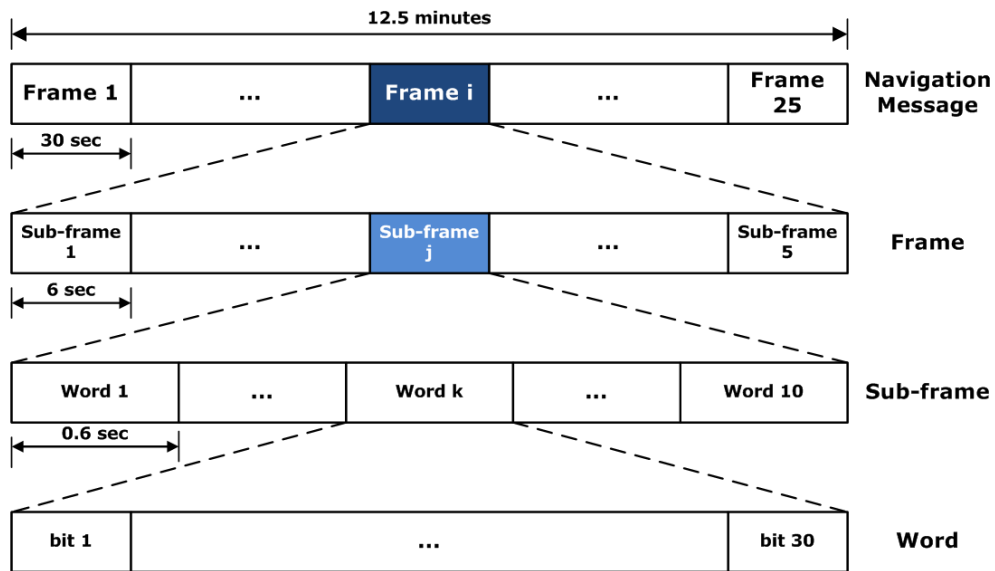 12.5 minutes
Frame 1
...
Frame i
...
Frame
25
Navigation
Message
30 sec
Sub-frame
1
...
Sub-frame
j
...
Sub-frame
5
Frame
6 sec
Word 1
...
Word k
...
Word 10
Sub-frame
0.6 sec
bit 1
...
bit 30
Word